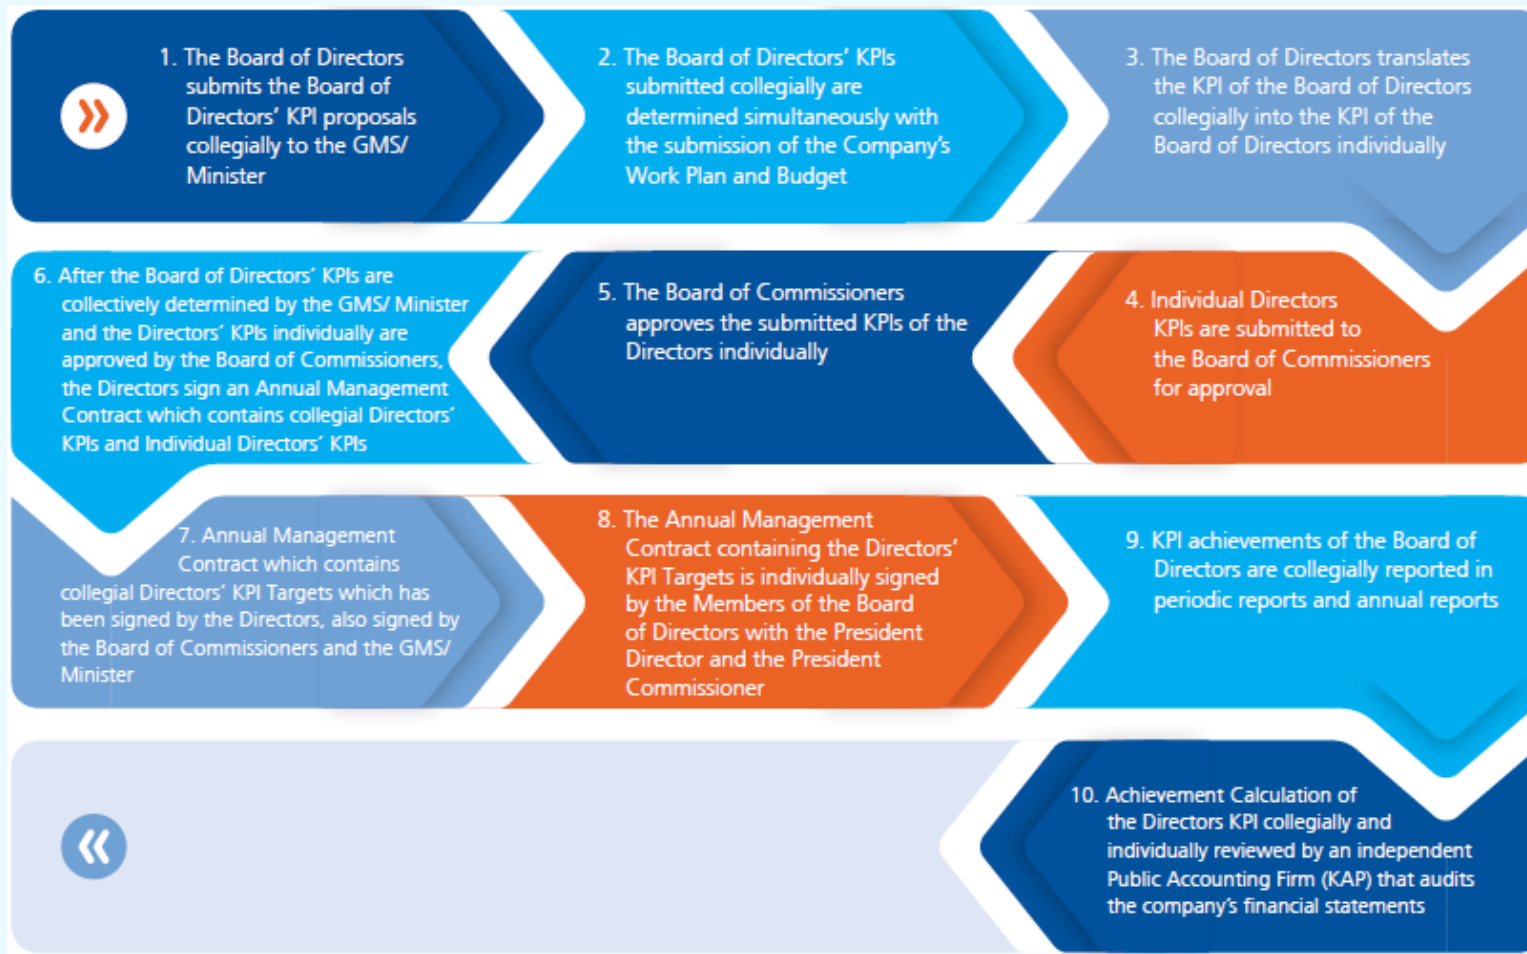 1. The Board of Directors
submits the Board of
Directors’ KPI proposals
collegially to the GMS/
Minister
2. The Board of Directors’ KPIs
submitted collegially are
determined simultaneously with
the submission of the Company’s
Work Plan and Budget
3. The Board of Directors translates
the KPI of the Board of Directors
collegially into the KPI of the
Board of Directors individually
4. Individual Directors
KPIs are submitted to
the Board of Commissioners
for approval
5. The Board of Commissioners
approves the submitted KPIs of the
Directors individually
6. After the Board of Directors’ KPIs are
collectively determined by the GMS/ Minister
and the Directors’ KPIs individually are
approved by the Board of Commissioners,
the Directors sign an Annual Management
Contract which contains collegial Directors’
KPIs and Individual Directors’ KPIs
7. Annual Management
Contract which contains
collegial Directors’ KPI Targets which has
been signed by the Directors, also signed by
the Board of Commissioners and the GMS/
Minister
8. The Annual Management
Contract containing the Directors’
KPI Targets is individually signed
by the Members of the Board
of Directors with the President
Director and the President
Commissioner
9. KPI achievements of the Board of
Directors are collegially reported in
periodic reports and annual reports
10. Achievement Calculation of
the Directors KPI collegially and
individually reviewed by an independent
Public Accounting Firm (KAP) that audits
the company’s financial statements